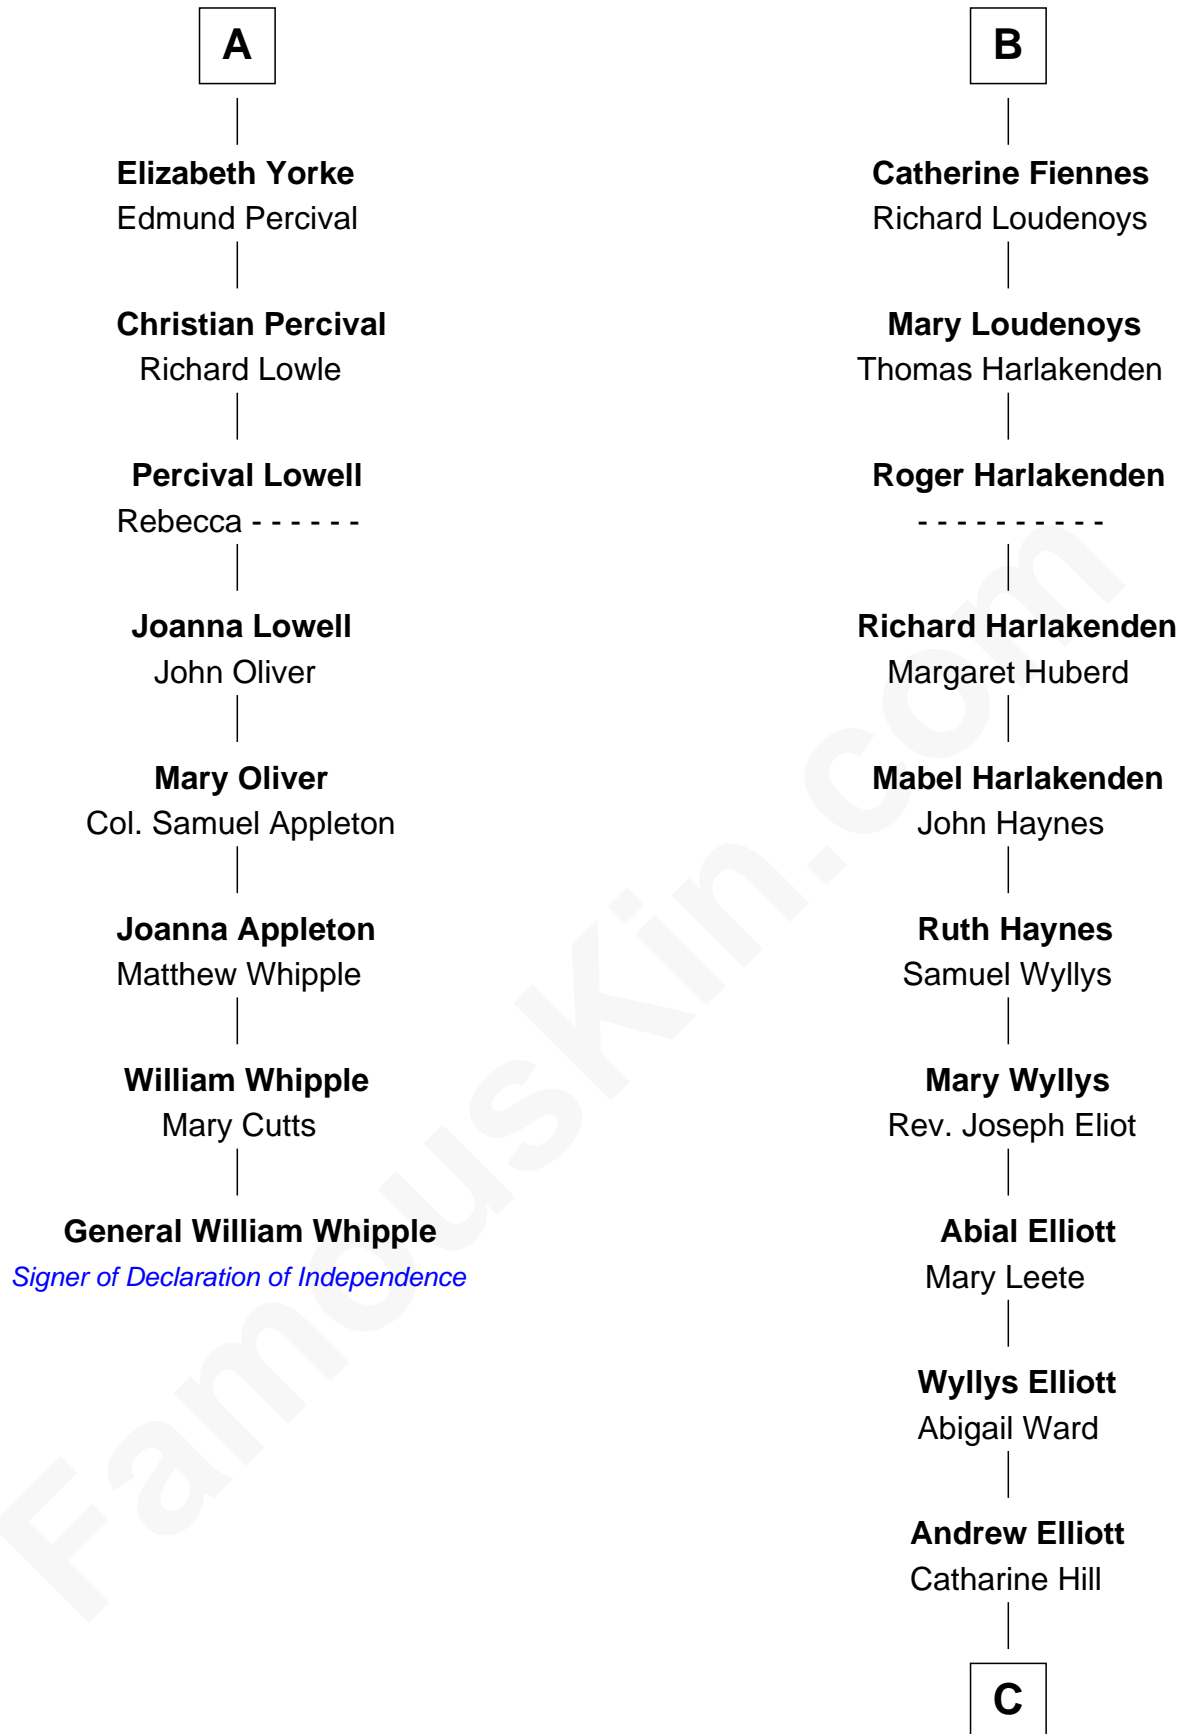 A
Elizabeth Yorke
Edmund Percival
Christian Percival
Richard Lowle
Percival Lowell
Rebecca - - - - - -
Joanna Lowell
John Oliver
Mary Oliver
Col. Samuel Appleton
Joanna Appleton
Matthew Whipple
William Whipple
Mary Cutts
General William Whipple
Signer of Declaration of Independence
B
Catherine Fiennes
Richard Loudenoys
Mary Loudenoys
Thomas Harlakenden
Roger Harlakenden
- - - - - - - - - -
Richard Harlakenden
Margaret Huberd
Mabel Harlakenden
John Haynes
Ruth Haynes
Samuel Wyllys
Mary Wyllys
Rev. Joseph Eliot
Abial Elliott
Mary Leete
Wyllys Elliott
Abigail Ward
Andrew Elliott
Catharine Hill
C
FamousKin.com